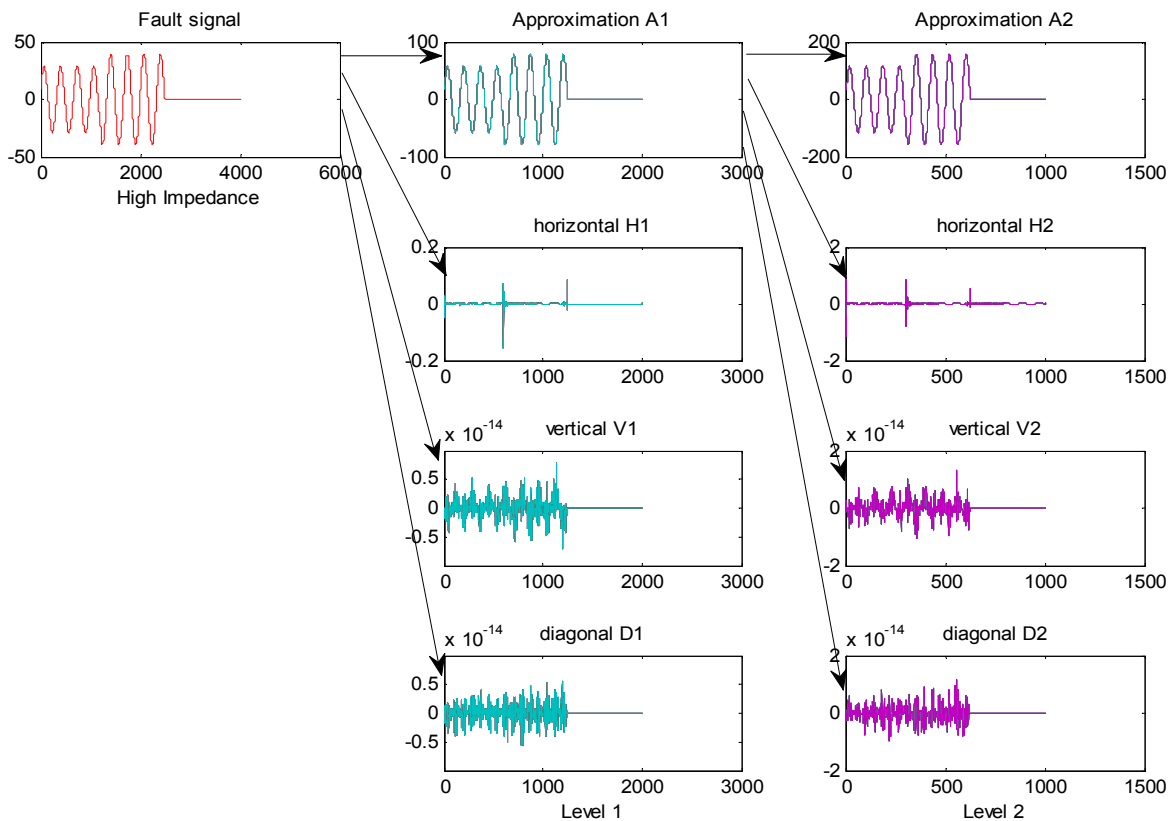 Fault signal
50
0
-50
0 2000 4000 6000
High Impedance
Approximation A1
100
0
-100
0 1000 2000 3000
Approximation A2
200
0
-200
0 500 1000 1500
horizontal H1
0.2
0
-0.2
0 1000 2000 3000
horizontal H2
2
0
-2
0 500 1000 1500
x 10^-14
vertical V1
0.5
0
-0.5
0 1000 2000 3000
x 10^-14
vertical V2
2
0
-2
0 500 1000 1500
x 10^-14
diagonal D1
0.5
0
-0.5
0 1000 2000 3000
Level 1
x 10^-14
diagonal D2
2
0
-2
0 500 1000 1500
Level 2